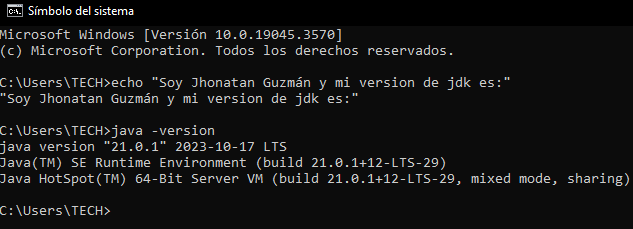 Símbolo del sistema
Microsoft Windows [Versión 10.0.19045.3570]
(c) Microsoft Corporation. Todos los derechos reservados.
C:\Users\TECH>echo "Soy Jhonatan Guzmán y mi version de jdk es:"
"Soy Jhonatan Guzmán y mi version de jdk es:"
C:\Users\TECH>java -version
java version "21.0.1" 2023-10-17 LTS
Java(TM) SE Runtime Environment (build 21.0.1+12-LTS-29)
Java HotSpot(TM) 64-Bit Server VM (build 21.0.1+12-LTS-29, mixed mode, sharing)
C:\Users\TECH>